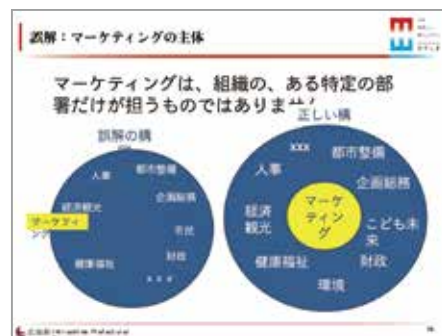 誤解：マーケティングの主体
マーケティングは、組織の、ある特定の部
署だけが担うものではありません
誤解の構
人事
都市整備
企画総務
経済観光
マーケティ
ング
市民
財政
健康福祉
xxx
正しい構
xxx
都市整備
人事
企画総務
マーケ
ティン
グ
経済
観光
こども未
来
健康福祉
財政
環境